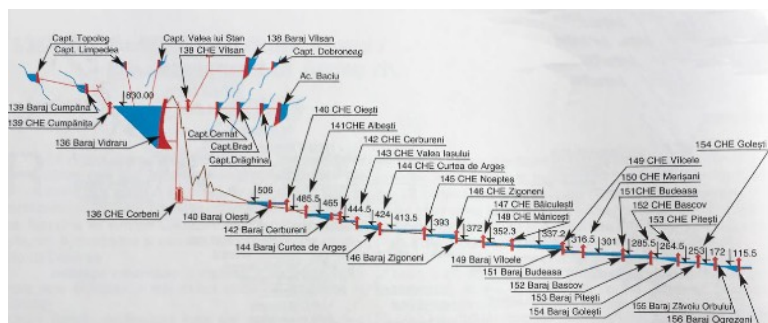 Capt. Topolog
Capt. Limpedea
Capt. Valea lui Stan
138 CHE Vîlsan
138 Baraj Vîlsan
Capt. Dobroneag
Ac. Baciu
830.00
139 Baraj Cumpăna
139 CHE Cumpănița
136 Baraj Vidraru
Capt.Cernat
Capt.Brad
Capt.Drăghina
136 CHE Corbeni
140 CHE Oiești
141CHE Albești
142 CHE Cerbureni
143 CHE Valea Iașului
144 CHE Curtea de Argeș
145 CHE Noapteș
146 CHE Zigoneni
147 CHE Băiculești
148 CHE Mănicești
149 CHE Vîlcele
150 CHE Merișani
151CHE Budeasa
152 CHE Bascov
153 CHE Pitești
154 CHE Golești
506
485.5
465
444.5
424
413.5
393
372
352.3
337.2
316.5
301
285.5
264.5
253
172
115.5
140 Baraj Oiești
142 Baraj Cerbureni
144 Baraj Curtea de Argeș
146 Baraj Zigoneni
149 Baraj Vîlcele
151 Baraj Budeasa
152 Baraj Bascov
153 Baraj Pitești
154 Baraj Golești
155 Baraj Zăvoiu Orbului
156 Baraj Ogrezeni